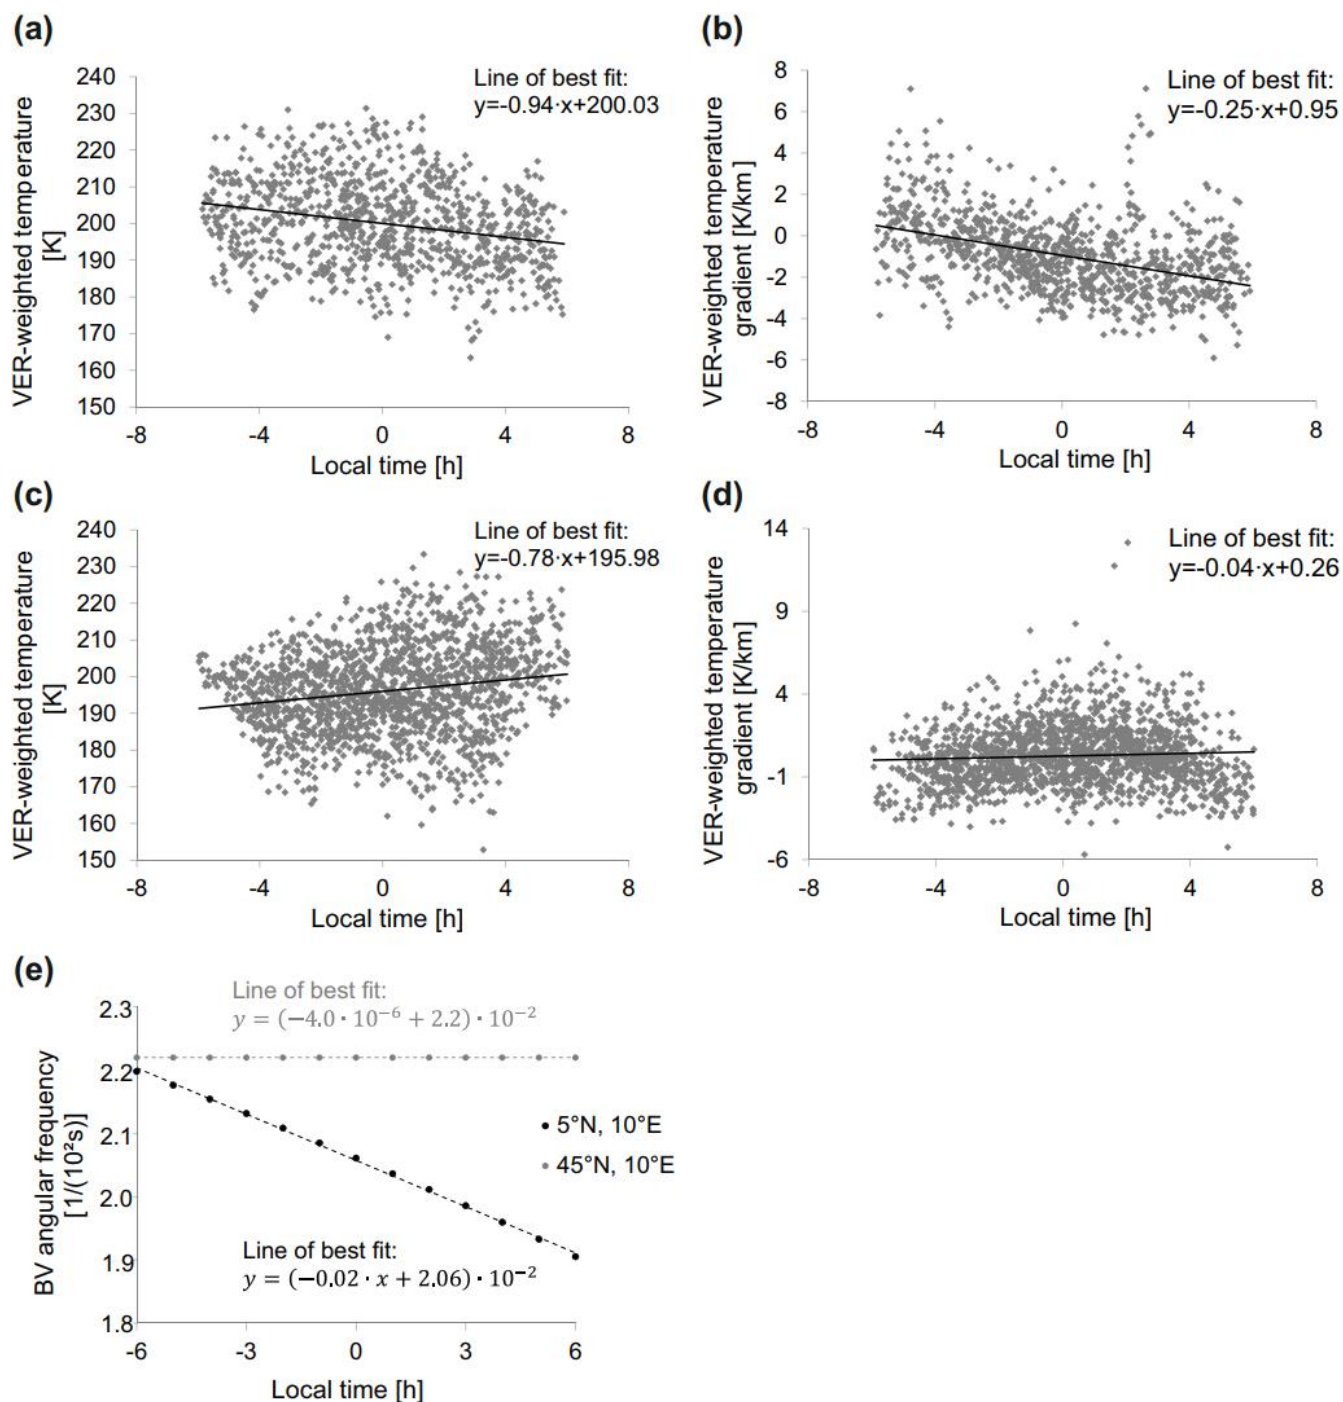 (a)
240
230
220
210
200
190
180
170
160
150
-8
-4
0
4
8
Local time [h]
VER-weighted temperature
[K]
Line of best fit:
y=-0.94·x+200.03
(b)
8
6
4
2
0
-2
-4
-6
-8
-8
-4
0
4
8
Local time [h]
VER-weighted temperature
gradient [K/km]
Line of best fit:
y=-0.25·x+0.95
(c)
240
230
220
210
200
190
180
170
160
150
-8
-4
0
4
8
Local time [h]
VER-weighted temperature
[K]
Line of best fit:
y=-0.78·x+195.98
(d)
14
9
4
-1
-6
-8
-4
0
4
8
Local time [h]
VER-weighted temperature
gradient [K/km]
Line of best fit:
y=-0.04·x+0.26
(e)
2.3
2.2
2.1
2.0
1.9
1.8
-6
-3
0
3
6
Local time [h]
BV angular frequency
[1/(10²s)]
Line of best fit:
y = (−4.0 · 10⁻⁶ + 2.2) · 10⁻²
5°N, 10°E
45°N, 10°E
Line of best fit:
y = (−0.02 · x + 2.06) · 10⁻²